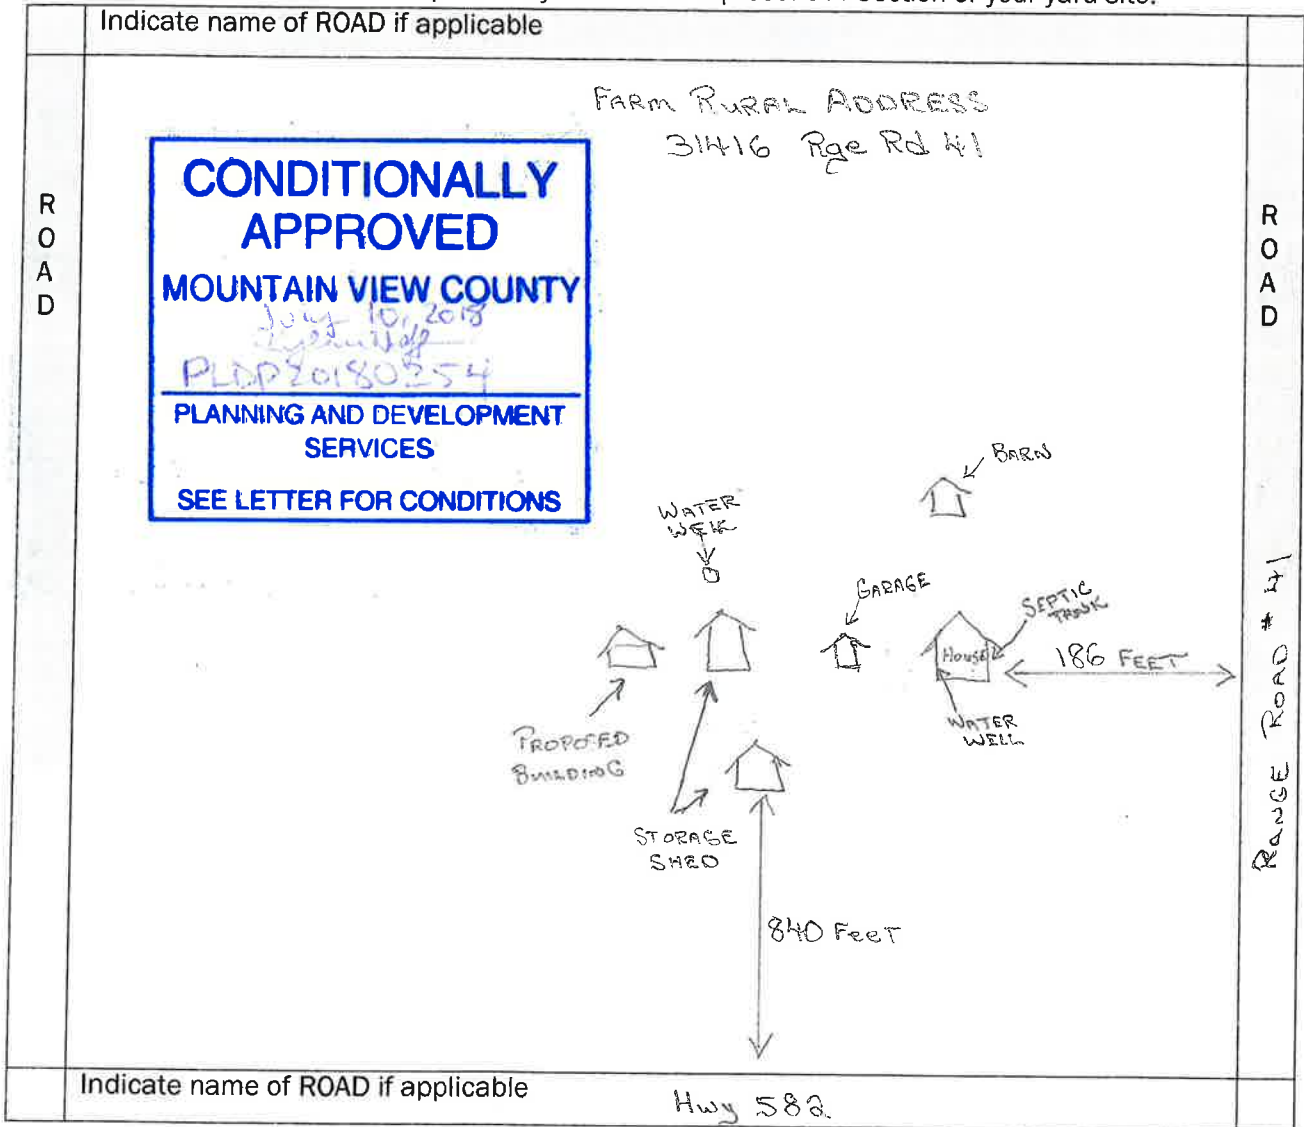 Indicate name of ROAD if applicable
FARM RURAL ADDRESS
31416 Rge Rd 41
ROAD
CONDITIONALLY
APPROVED
MOUNTAIN VIEW COUNTY
July 10, 2018
PLDP20180254
PLANNING AND DEVELOPMENT
SERVICES
SEE LETTER FOR CONDITIONS
ROAD
BARN
WATER
WELL
GARAGE
SEPTIC
TANK
HOUSE
186 FEET
WATER
WELL
PROPOSED
BUILDING
STORAGE
SHED
RANGE ROAD # 41
840 FEET
Indicate name of ROAD if applicable
Hwy 582